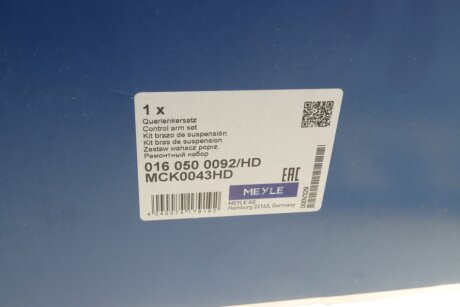 1 x
Querlenkersatz
Control arm set
Kit brazo de suspensión
Kit bras de suspension
Zestaw wahacz poprz.
Ремонтный набор
016 050 0092/HD
MCK0043HD
EAC
MEYLE
MEYLE AG
Hamburg 22143, Germany